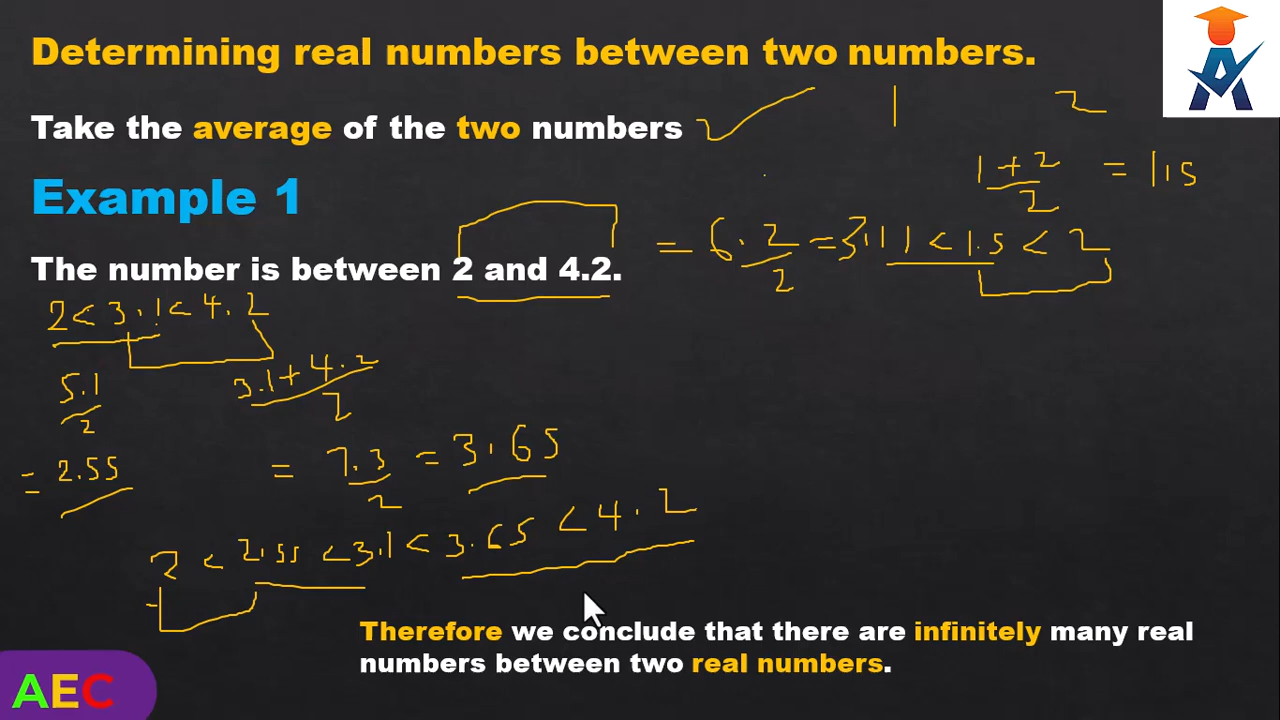 Determining real numbers between two numbers.
Take the average of the two numbers
1 2
1 + 2 = 1.5
2
Example 1
The number is between 2 and 4.2.
= 6.2 = 3.1
2
1 < 1.5 < 2
2 < 3.1 < 4.2
5.1
2
= 2.55
3.1 + 4.2
2
= 7.3 = 3.65
2
2 < 2.55 < 3.1 < 3.65 < 4.2
Therefore we conclude that there are infinitely many real
numbers between two real numbers.
AEC